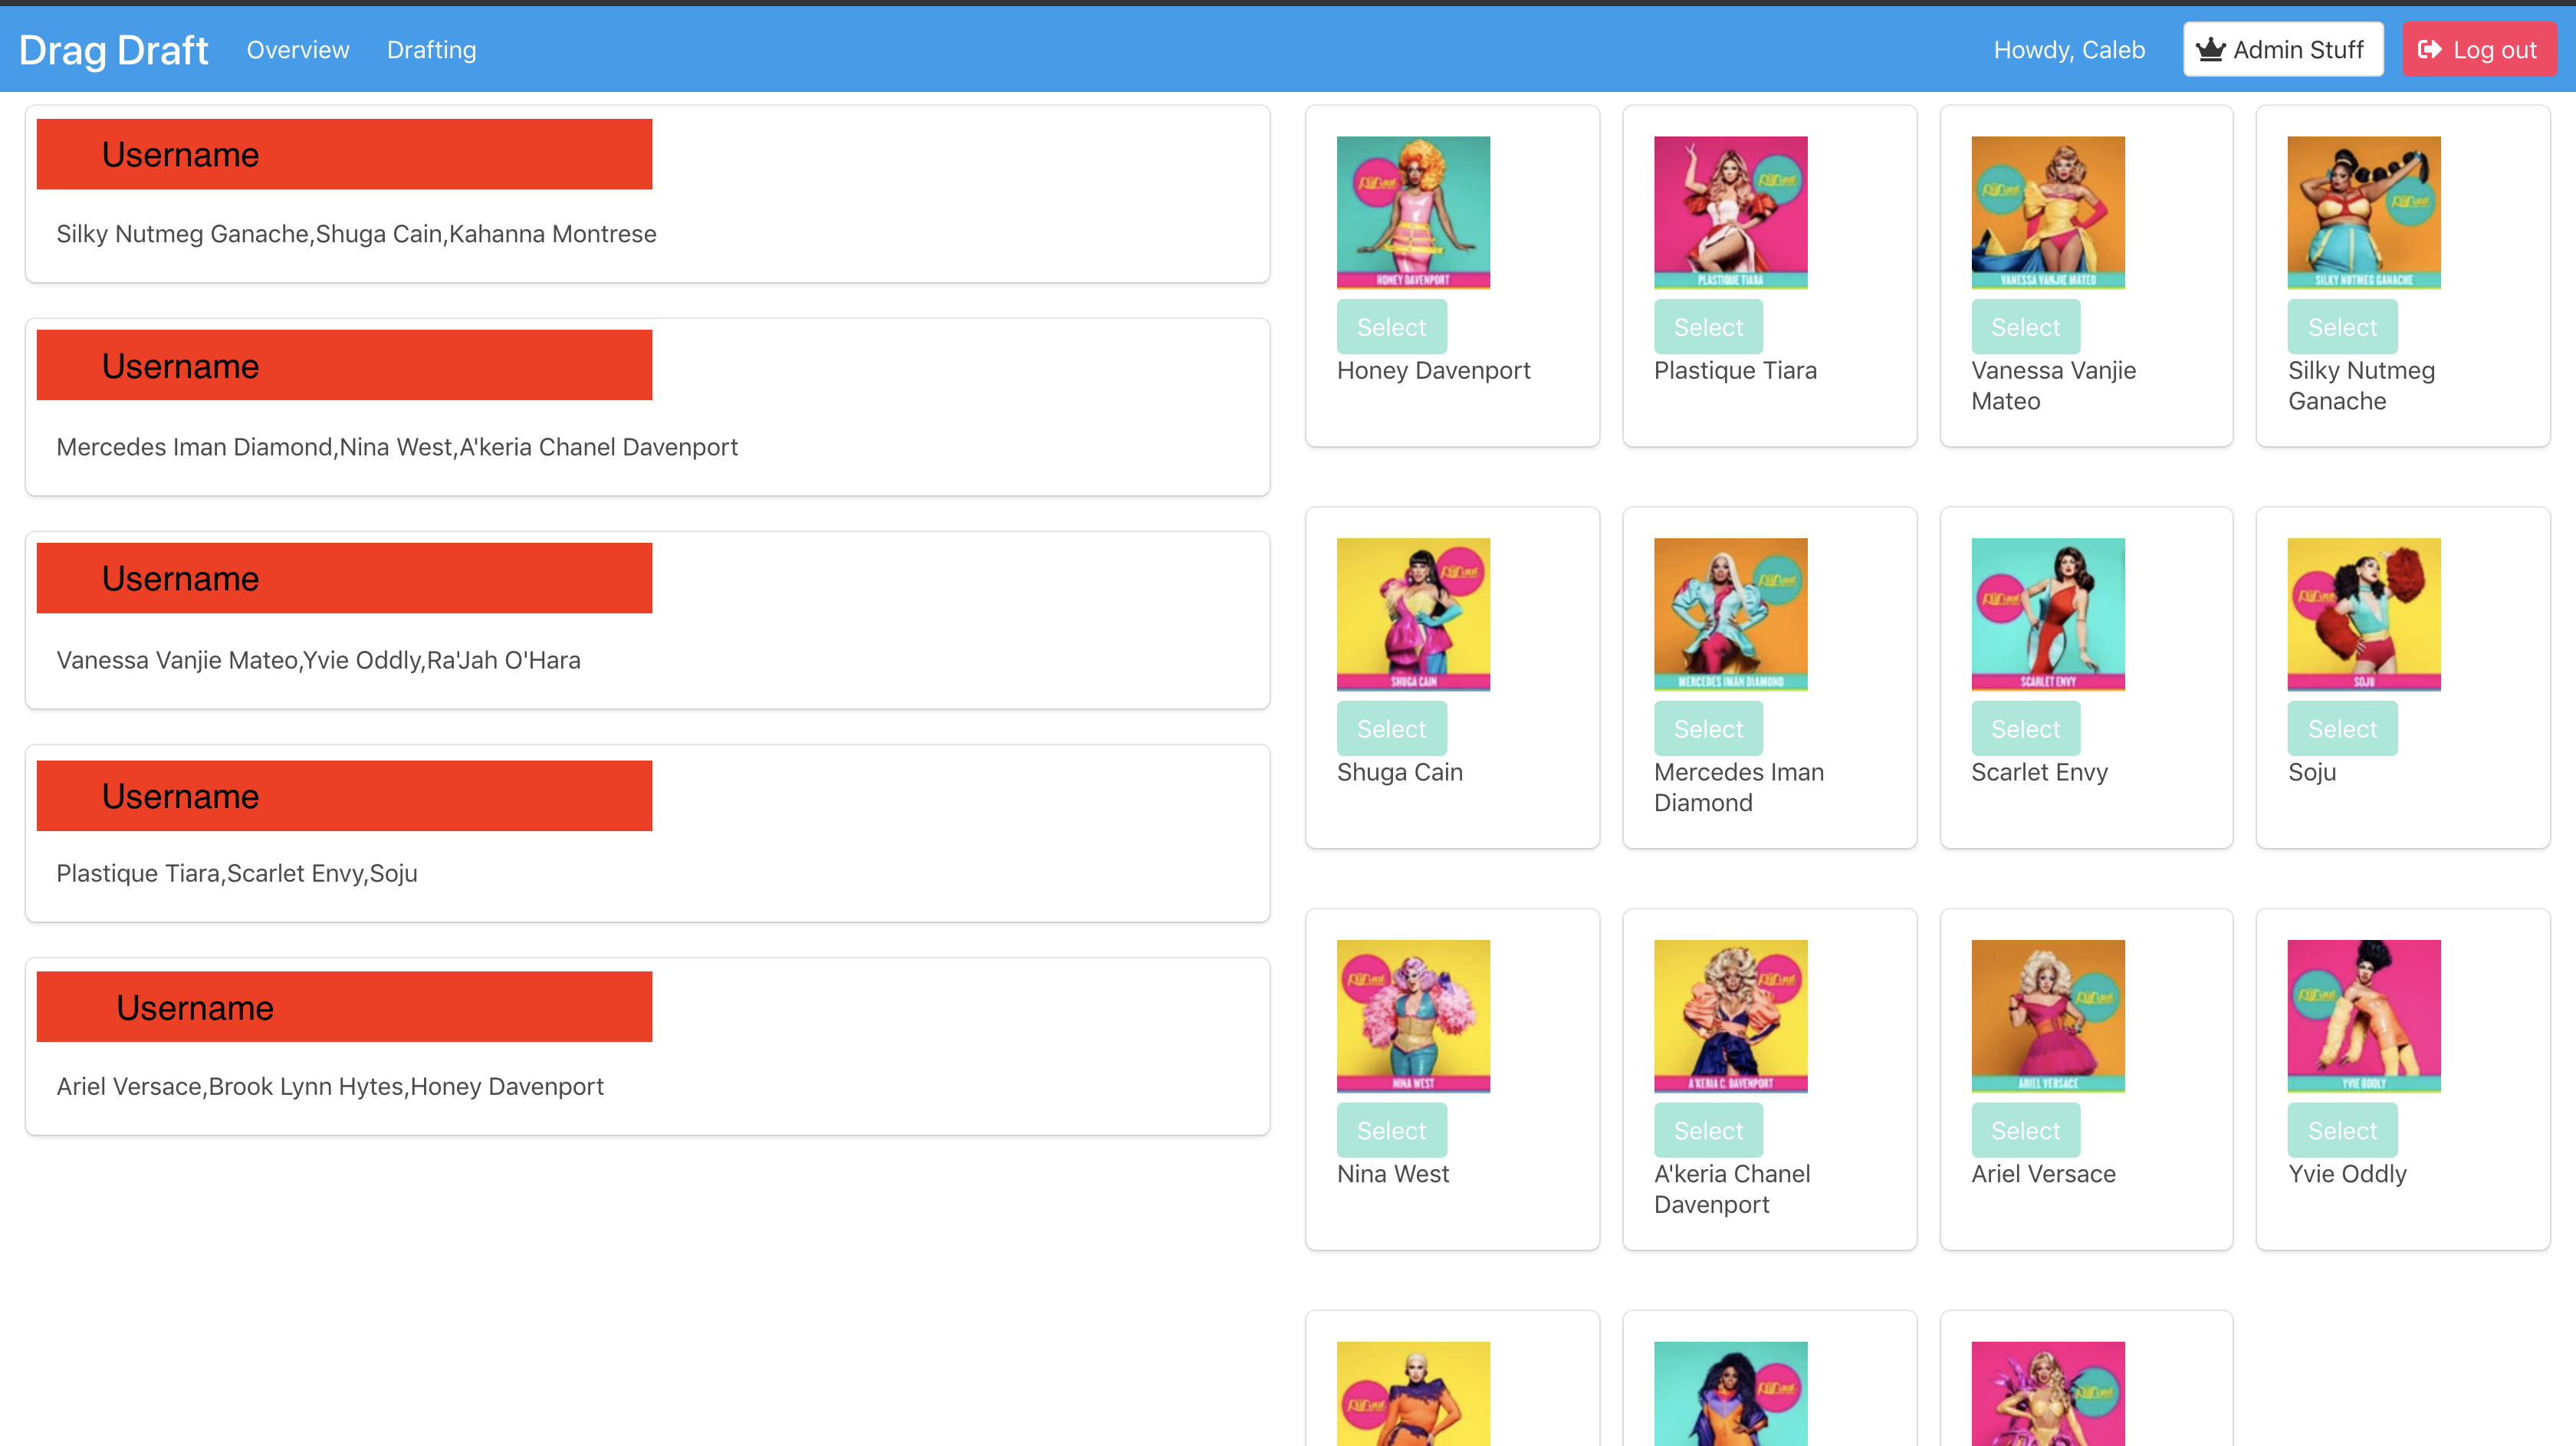 Drag Draft
Overview
Drafting
Howdy, Caleb
Admin Stuff
Log out
Username
Silky Nutmeg Ganache,Shuga Cain,Kahanna Montrese
Username
Mercedes Iman Diamond,Nina West,A'keria Chanel Davenport
Username
Vanessa Vanjie Mateo,Yvie Oddly,Ra'Jah O'Hara
Username
Plastique Tiara,Scarlet Envy,Soju
Username
Ariel Versace,Brook Lynn Hytes,Honey Davenport
HONEY DAVENPORT
Select
Honey Davenport
PLASTIQUE TIARA
Select
Plastique Tiara
VANESSA VANJIE MATEO
Select
Vanessa Vanjie
Mateo
SILKY NUTMEG GANACHE
Select
Silky Nutmeg
Ganache
SHUGA CAIN
Select
Shuga Cain
MERCEDES IMAN DIAMOND
Select
Mercedes Iman
Diamond
SCARLET ENVY
Select
Scarlet Envy
SOJU
Select
Soju
NINA WEST
Select
Nina West
A'KERIA C. DAVENPORT
Select
A'keria Chanel
Davenport
ARIEL VERSACE
Select
Ariel Versace
YVIE ODDLY
Select
Yvie Oddly